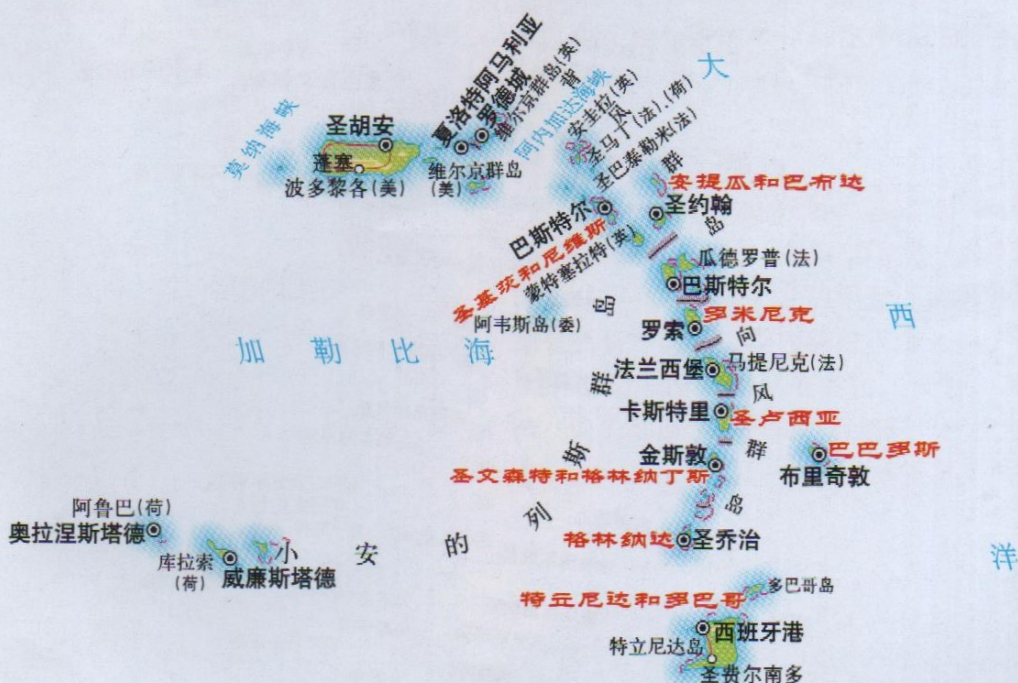 大
西
洋
加勒比海
莫纳海峡
阿内加达海峡
圣胡安
蓬塞
波多黎各(美)
夏洛特阿马利亚
罗德城
维尔京群岛(英)
维尔京群岛
(美)
背风群岛
安圭拉(英)
圣马丁(法)、(荷)
圣巴泰勒米(法)
安提瓜和巴布达
圣约翰
巴斯特尔
圣基茨和尼维斯
蒙特塞拉特(英)
瓜德罗普(法)
巴斯特尔
阿韦斯岛(委)
多米尼克
罗索
向风群岛
马提尼克(法)
法兰西堡
卡斯特里
圣卢西亚
金斯敦
巴巴多斯
布里奇敦
圣文森特和格林纳丁斯
格林纳达
圣乔治
小安的列斯群岛
阿鲁巴(荷)
奥拉涅斯塔德
库拉索
(荷)
威廉斯塔德
多巴哥岛
特立尼达和多巴哥
西班牙港
特立尼达岛
圣费尔南多